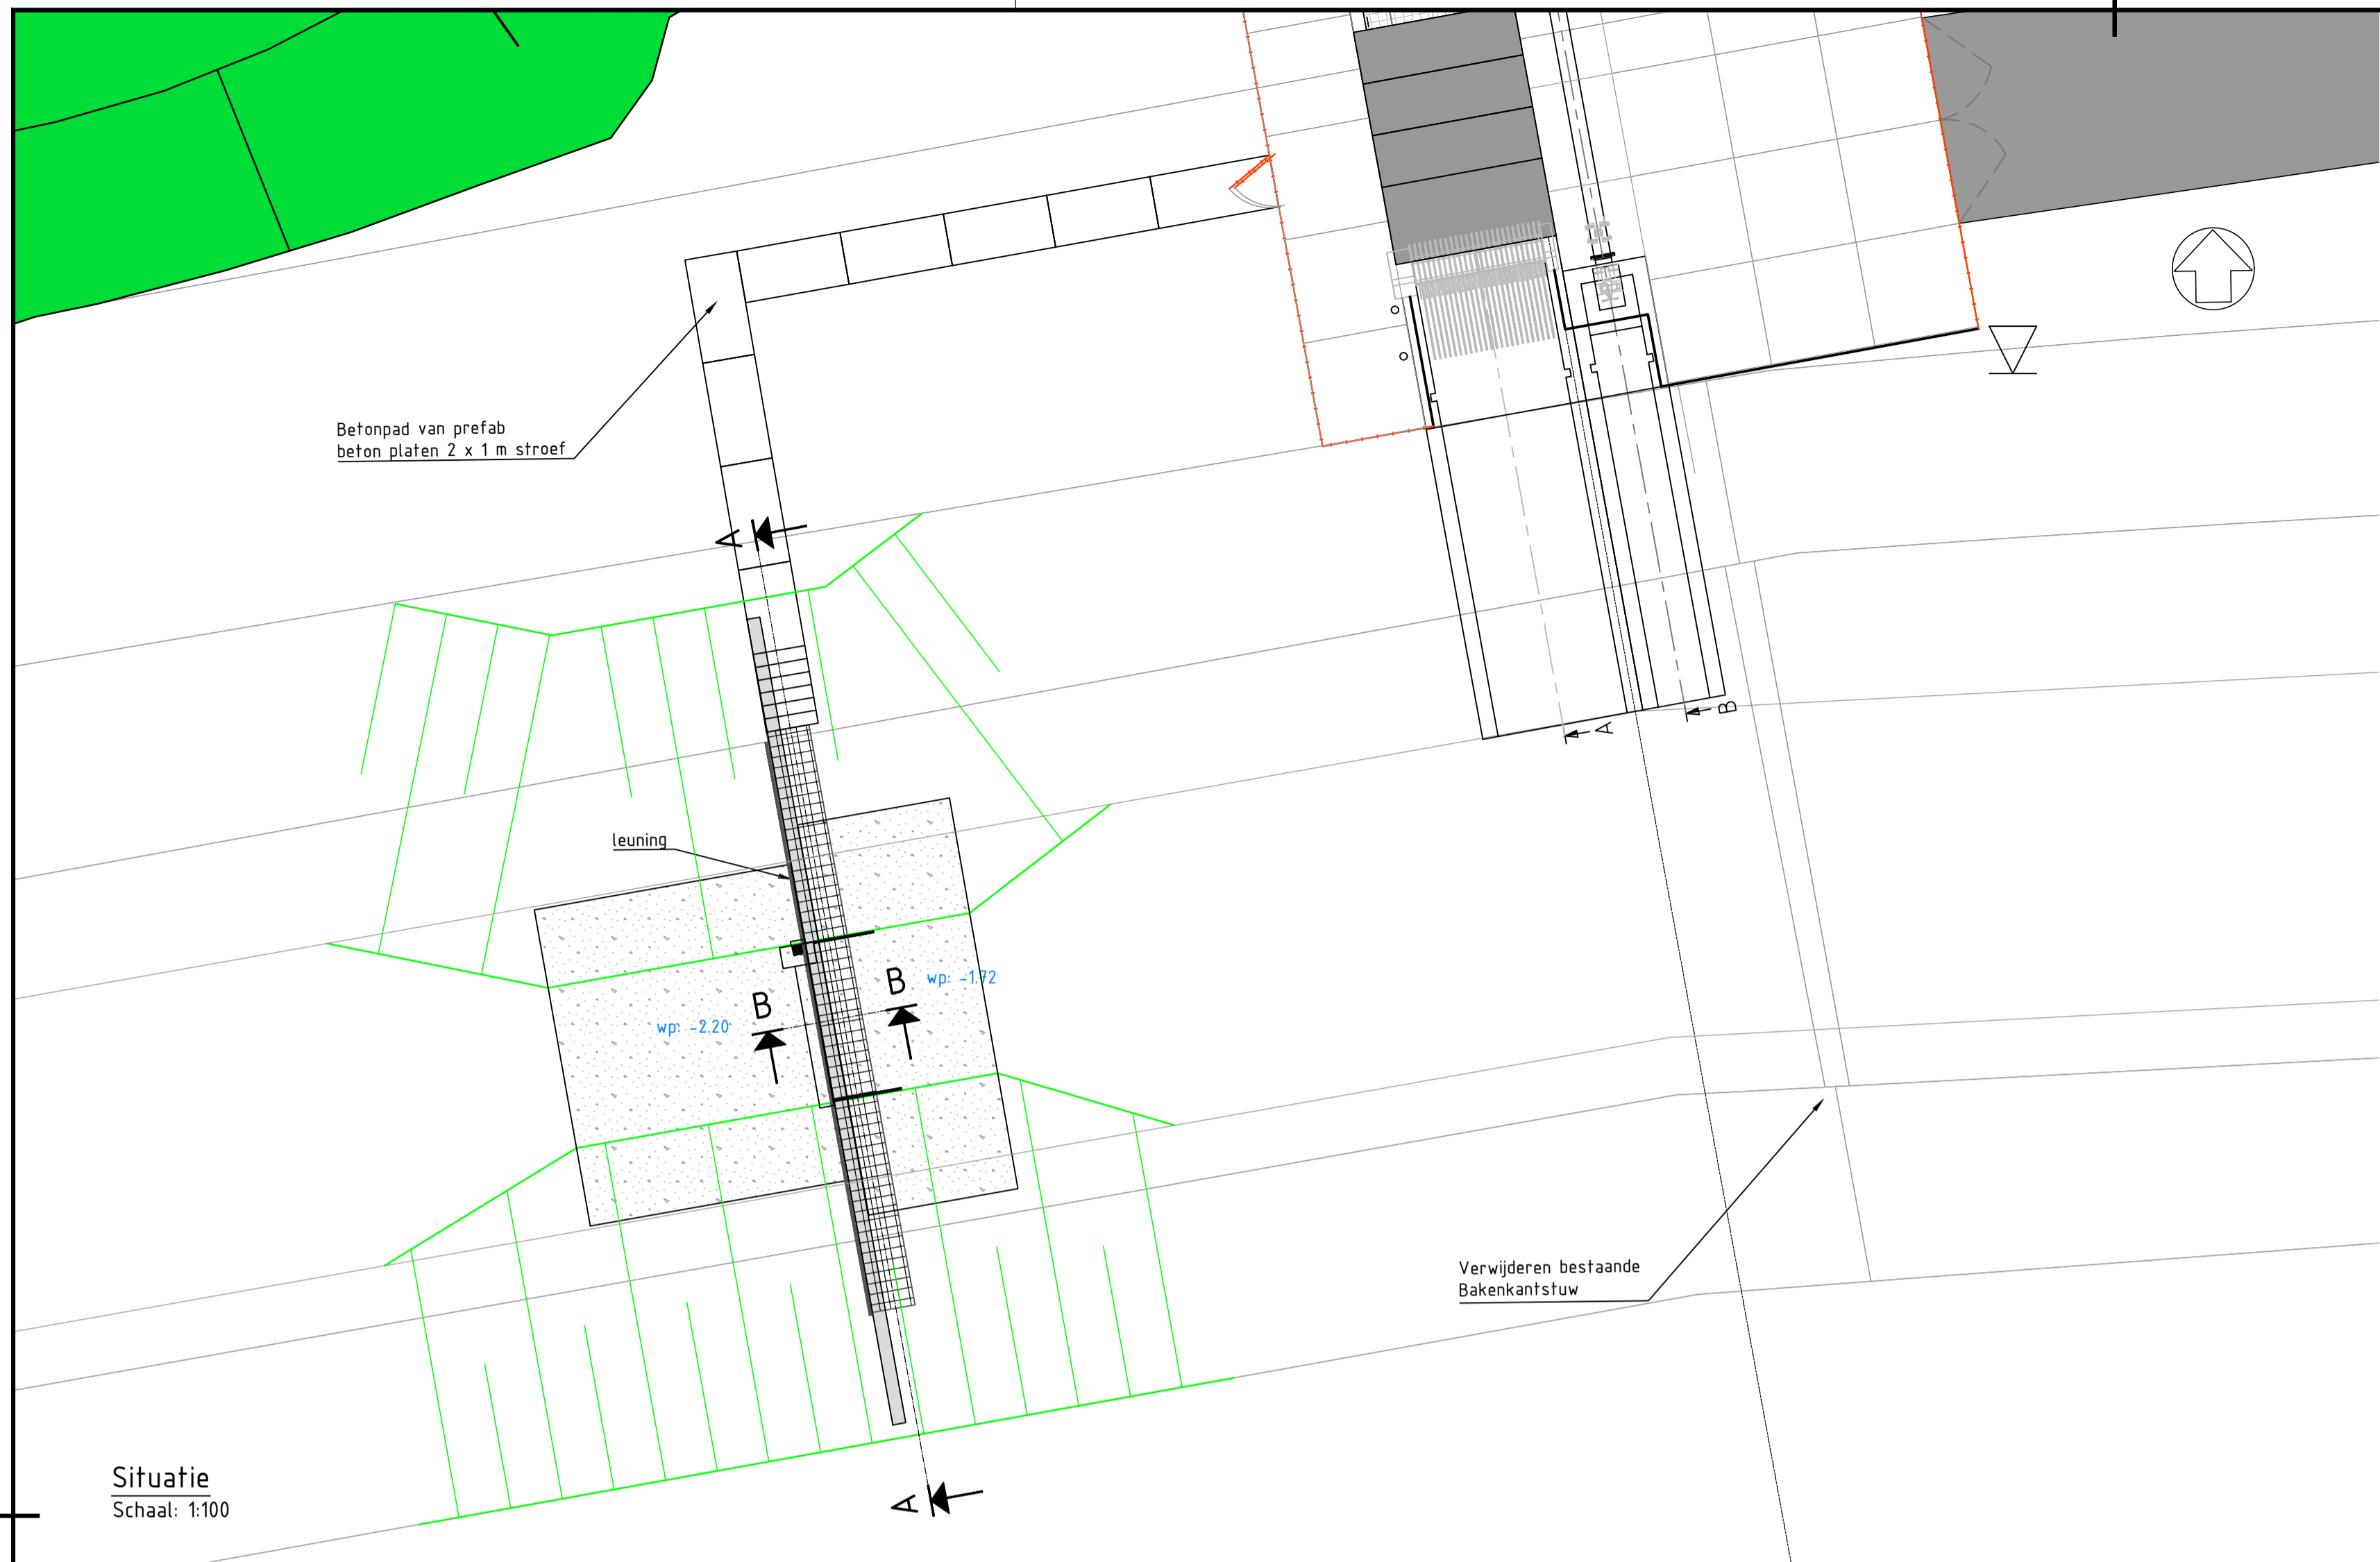 Betonpad van prefab
beton platen 2 x 1 m stroef
A
A
B
leuning
B
wp: -1.72
B
wp: -2.20
Verwijderen bestaande
Bakenkantstuw
Situatie
Schaal: 1:100
A